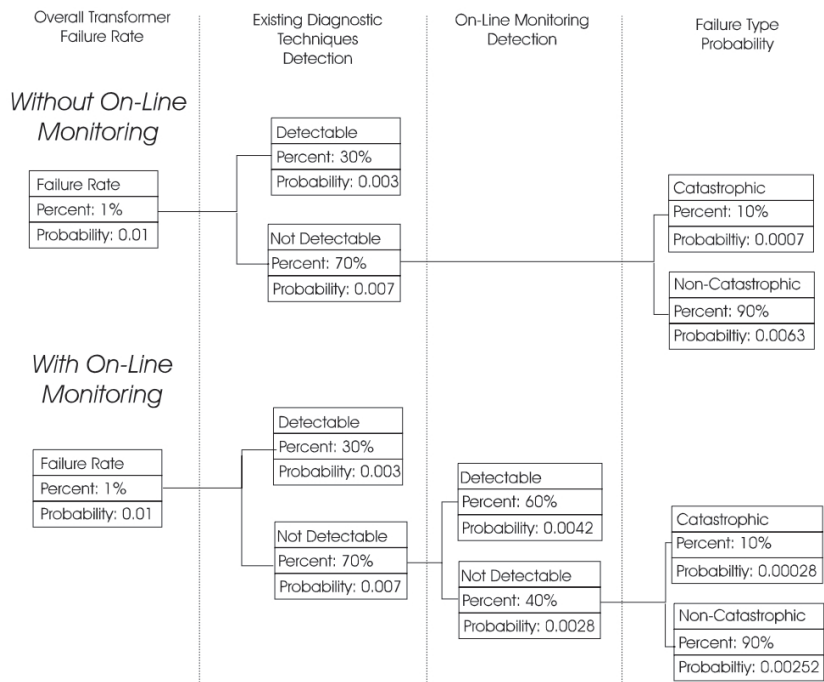 Overall Transformer
Failure Rate
Existing Diagnostic
Techniques
Detection
On-Line Monitoring
Detection
Failure Type
Probability
Without On-Line
Monitoring
Failure Rate
Percent: 1%
Probability: 0.01
Detectable
Percent: 30%
Probability: 0.003
Not Detectable
Percent: 70%
Probability: 0.007
Catastrophic
Percent: 10%
Probabiltiy: 0.0007
Non-Catastrophic
Percent: 90%
Probabiltiy: 0.0063
With On-Line
Monitoring
Failure Rate
Percent: 1%
Probability: 0.01
Detectable
Percent: 30%
Probability: 0.003
Not Detectable
Percent: 70%
Probability: 0.007
Detectable
Percent: 60%
Probability: 0.0042
Not Detectable
Percent: 40%
Probability: 0.0028
Catastrophic
Percent: 10%
Probabiltiy: 0.00028
Non-Catastrophic
Percent: 90%
Probabiltiy: 0.00252